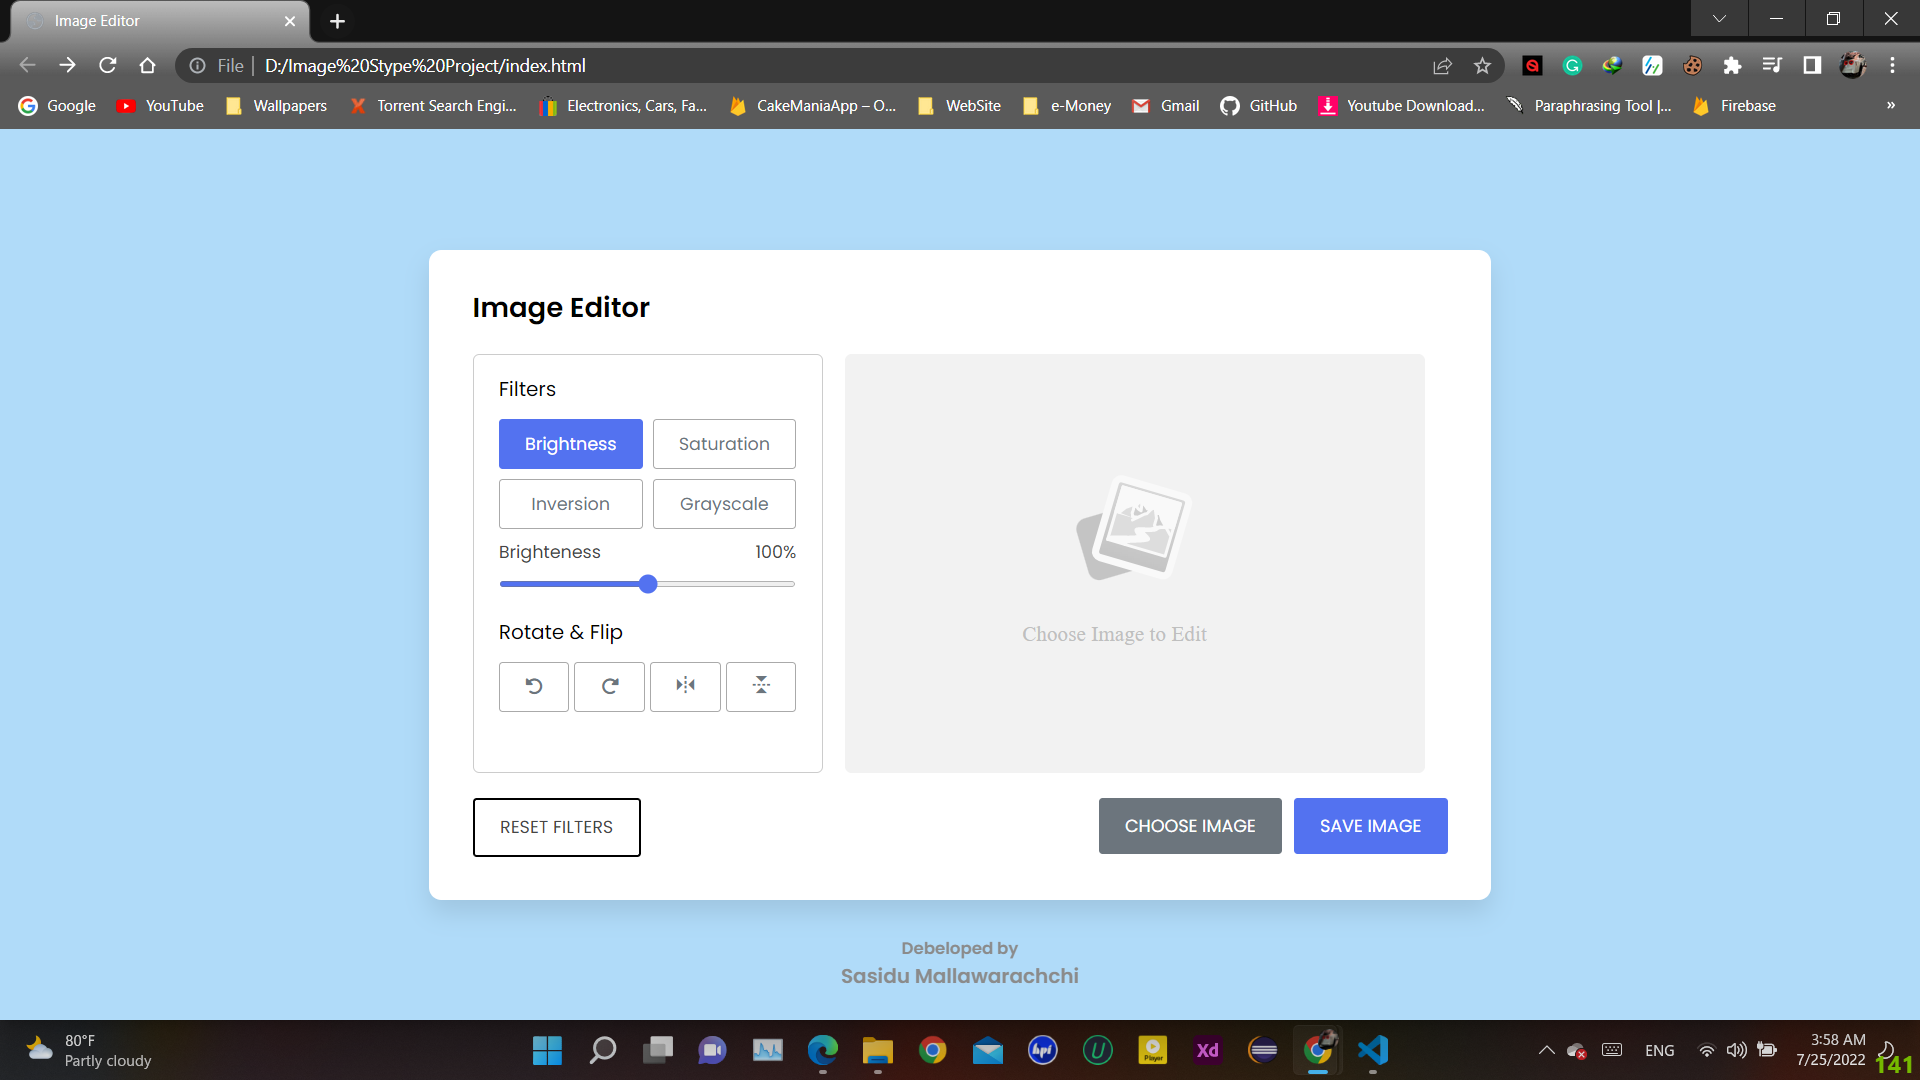 Image Editor
File
D:/Image%20Stype%20Project/index.html
Google
YouTube
Wallpapers
Torrent Search Engi...
Electronics, Cars, Fa...
CakeManiaApp – O...
WebSite
e-Money
Gmail
GitHub
Youtube Download...
Paraphrasing Tool |...
Firebase
»
Image Editor
Filters
Brightness
Saturation
Inversion
Grayscale
Brighteness 100%
Rotate & Flip
Choose Image to Edit
RESET FILTERS
CHOOSE IMAGE
SAVE IMAGE
Debeloped by
Sasidu Mallawarachchi
80°F
Partly cloudy
hpi
U
Player
Xd
ENG
3:58 AM
7/25/2022
141